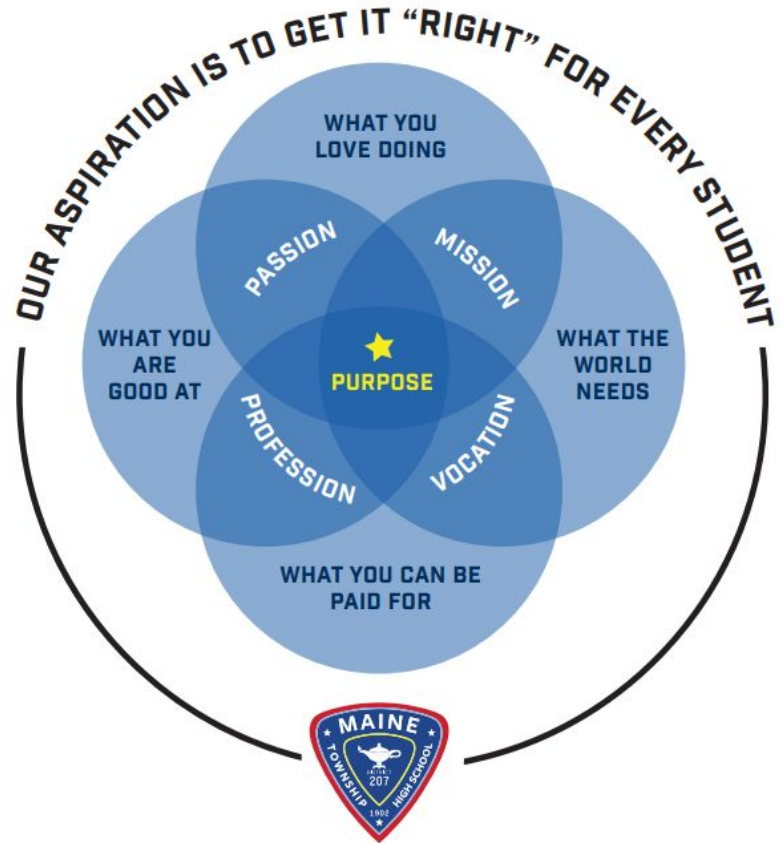 OUR ASPIRATION IS TO GET IT “RIGHT” FOR EVERY STUDENT
WHAT YOU
LOVE DOING
PASSION
MISSION
WHAT YOU
ARE
GOOD AT
WHAT THE
WORLD
NEEDS
PURPOSE
PROFESSION
VOCATION
WHAT YOU CAN BE
PAID FOR
MAINE
TOWNSHIP
HIGH SCHOOL
DISTRICT
207
1902